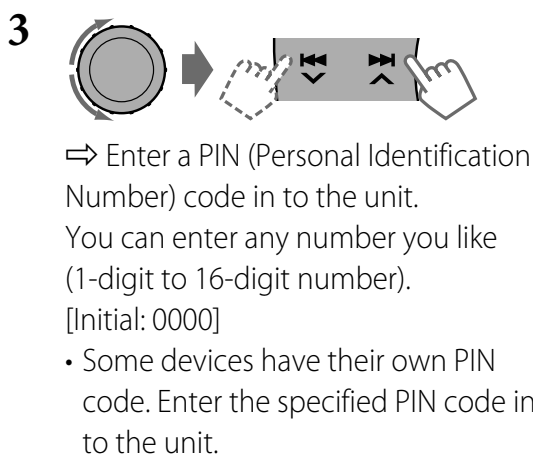 3
⇨ Enter a PIN (Personal Identification
Number) code in to the unit.
You can enter any number you like
(1-digit to 16-digit number).
[Initial: 0000]
• Some devices have their own PIN
code. Enter the specified PIN code in
to the unit.